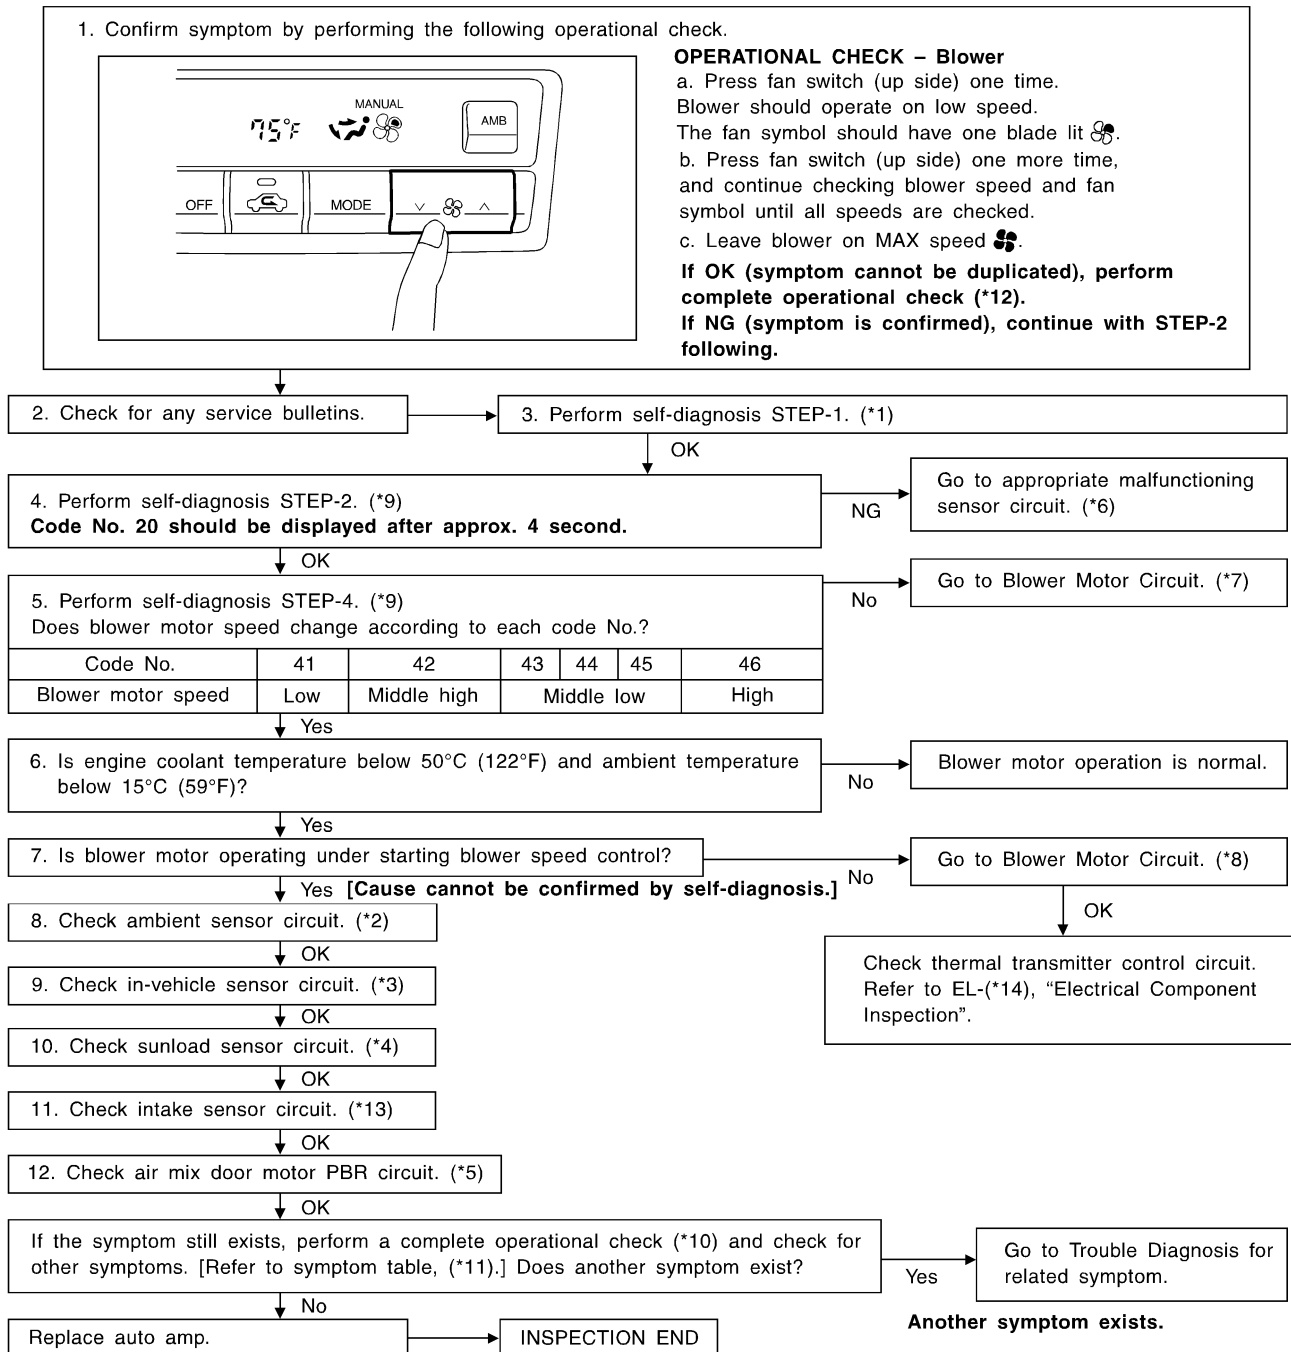 1. Confirm symptom by performing the following operational check.
MANUAL
75°F
AMB
OFF
MODE
OPERATIONAL CHECK – Blower
a. Press fan switch (up side) one time.
Blower should operate on low speed.
The fan symbol should have one blade lit.
b. Press fan switch (up side) one more time,
and continue checking blower speed and fan
symbol until all speeds are checked.
c. Leave blower on MAX speed.
If OK (symptom cannot be duplicated), perform
complete operational check (*12).
If NG (symptom is confirmed), continue with STEP-2
following.
2. Check for any service bulletins.
3. Perform self-diagnosis STEP-1. (*1)
OK
4. Perform self-diagnosis STEP-2. (*9)
Code No. 20 should be displayed after approx. 4 second.
NG
Go to appropriate malfunctioning
sensor circuit. (*6)
OK
5. Perform self-diagnosis STEP-4. (*9)
Does blower motor speed change according to each code No.?
No
Go to Blower Motor Circuit. (*7)
Code No. 41 42 43 44 45 46
Blower motor speed Low Middle high Middle low High
Yes
6. Is engine coolant temperature below 50°C (122°F) and ambient temperature
below 15°C (59°F)?
No
Blower motor operation is normal.
Yes
7. Is blower motor operating under starting blower speed control?
No
Go to Blower Motor Circuit. (*8)
Yes [Cause cannot be confirmed by self-diagnosis.]
OK
Check thermal transmitter control circuit.
Refer to EL-(*14), “Electrical Component
Inspection”.
8. Check ambient sensor circuit. (*2)
OK
9. Check in-vehicle sensor circuit. (*3)
OK
10. Check sunload sensor circuit. (*4)
OK
11. Check intake sensor circuit. (*13)
OK
12. Check air mix door motor PBR circuit. (*5)
OK
If the symptom still exists, perform a complete operational check (*10) and check for
other symptoms. [Refer to symptom table, (*11).] Does another symptom exist?
Yes
Go to Trouble Diagnosis for
related symptom.
Another symptom exists.
No
Replace auto amp.
INSPECTION END